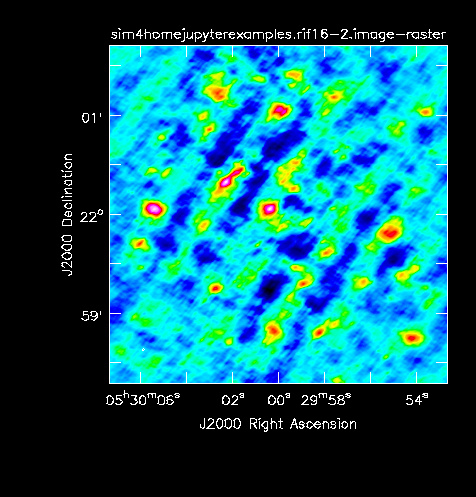 sim4homejupyterexamples.rif16-2.image-raster
01'
J2000 Declination
22°
59'
05ʰ30ᵐ06ˢ 02ˢ 00ˢ 29ᵐ58ˢ 54ˢ
J2000 Right Ascension